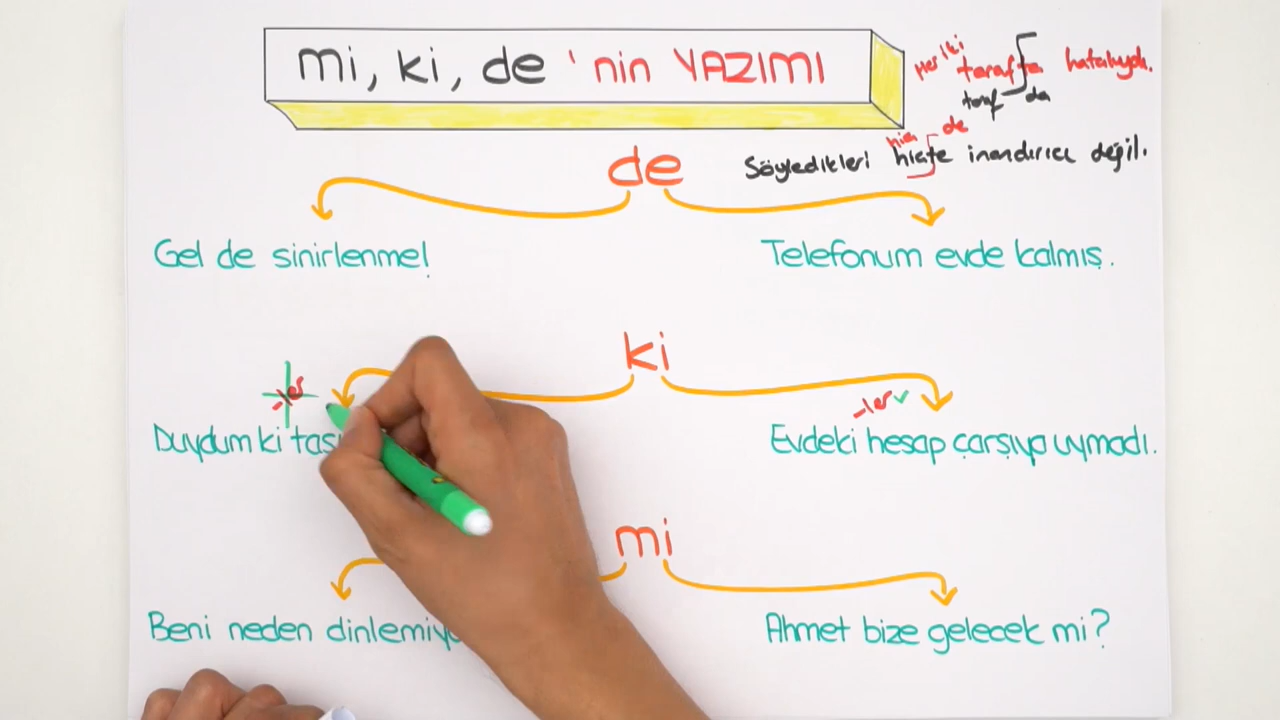 mi, ki, de 'nin YAZIMI
Her iki tarafta hatalıydı.
taraf da
de
Söyledikleri hiçte inandırıcı değil.
de
Gel de sinirlenme!
Telefonum evde kalmış.
ki
-ler
-ler ✓
Duydum ki taşı
Evdeki hesap çarşıya uymadı.
mi
Beni neden dinlemiyo
Ahmet bize gelecek mi?